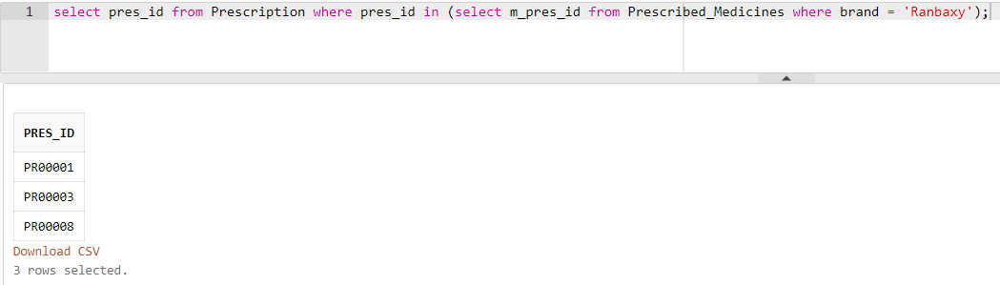 1 select pres_id from Prescription where pres_id in (select m_pres_id from Prescribed_Medicines where brand = 'Ranbaxy');
PRES_ID
PR00001
PR00003
PR00008
Download CSV
3 rows selected.